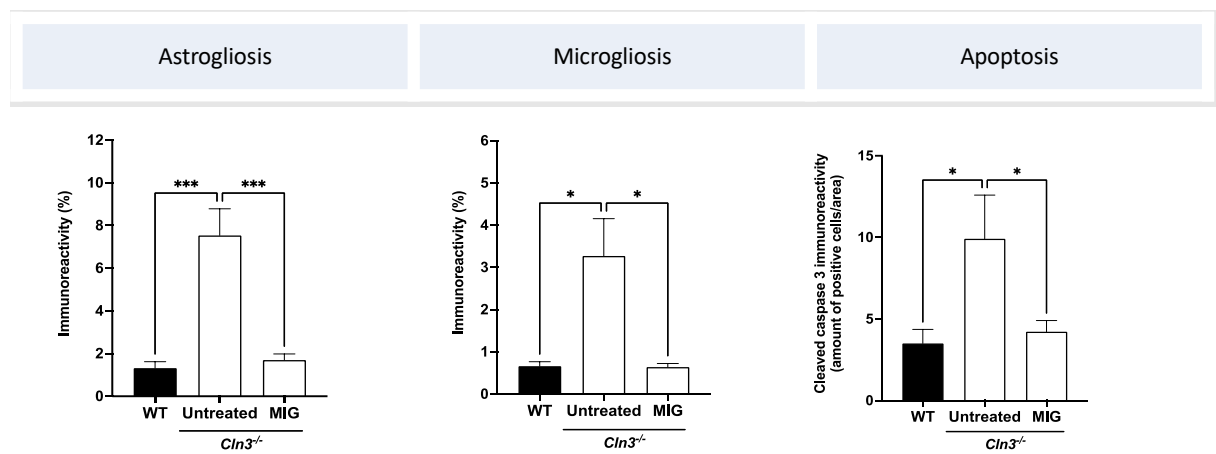 Astrogliosis
Microgliosis
Apoptosis
12
10
8
6
4
2
0
Immunoreactivity (%)
***
***
WT
Untreated
MIG
Cln3-/-
6
5
4
3
2
1
0
Immunoreactivity (%)
*
*
WT
Untreated
MIG
Cln3-/-
15
10
5
0
Cleaved caspase 3 immunoreactivity
(amount of positive cells/area)
*
*
WT
Untreated
MIG
Cln3-/-